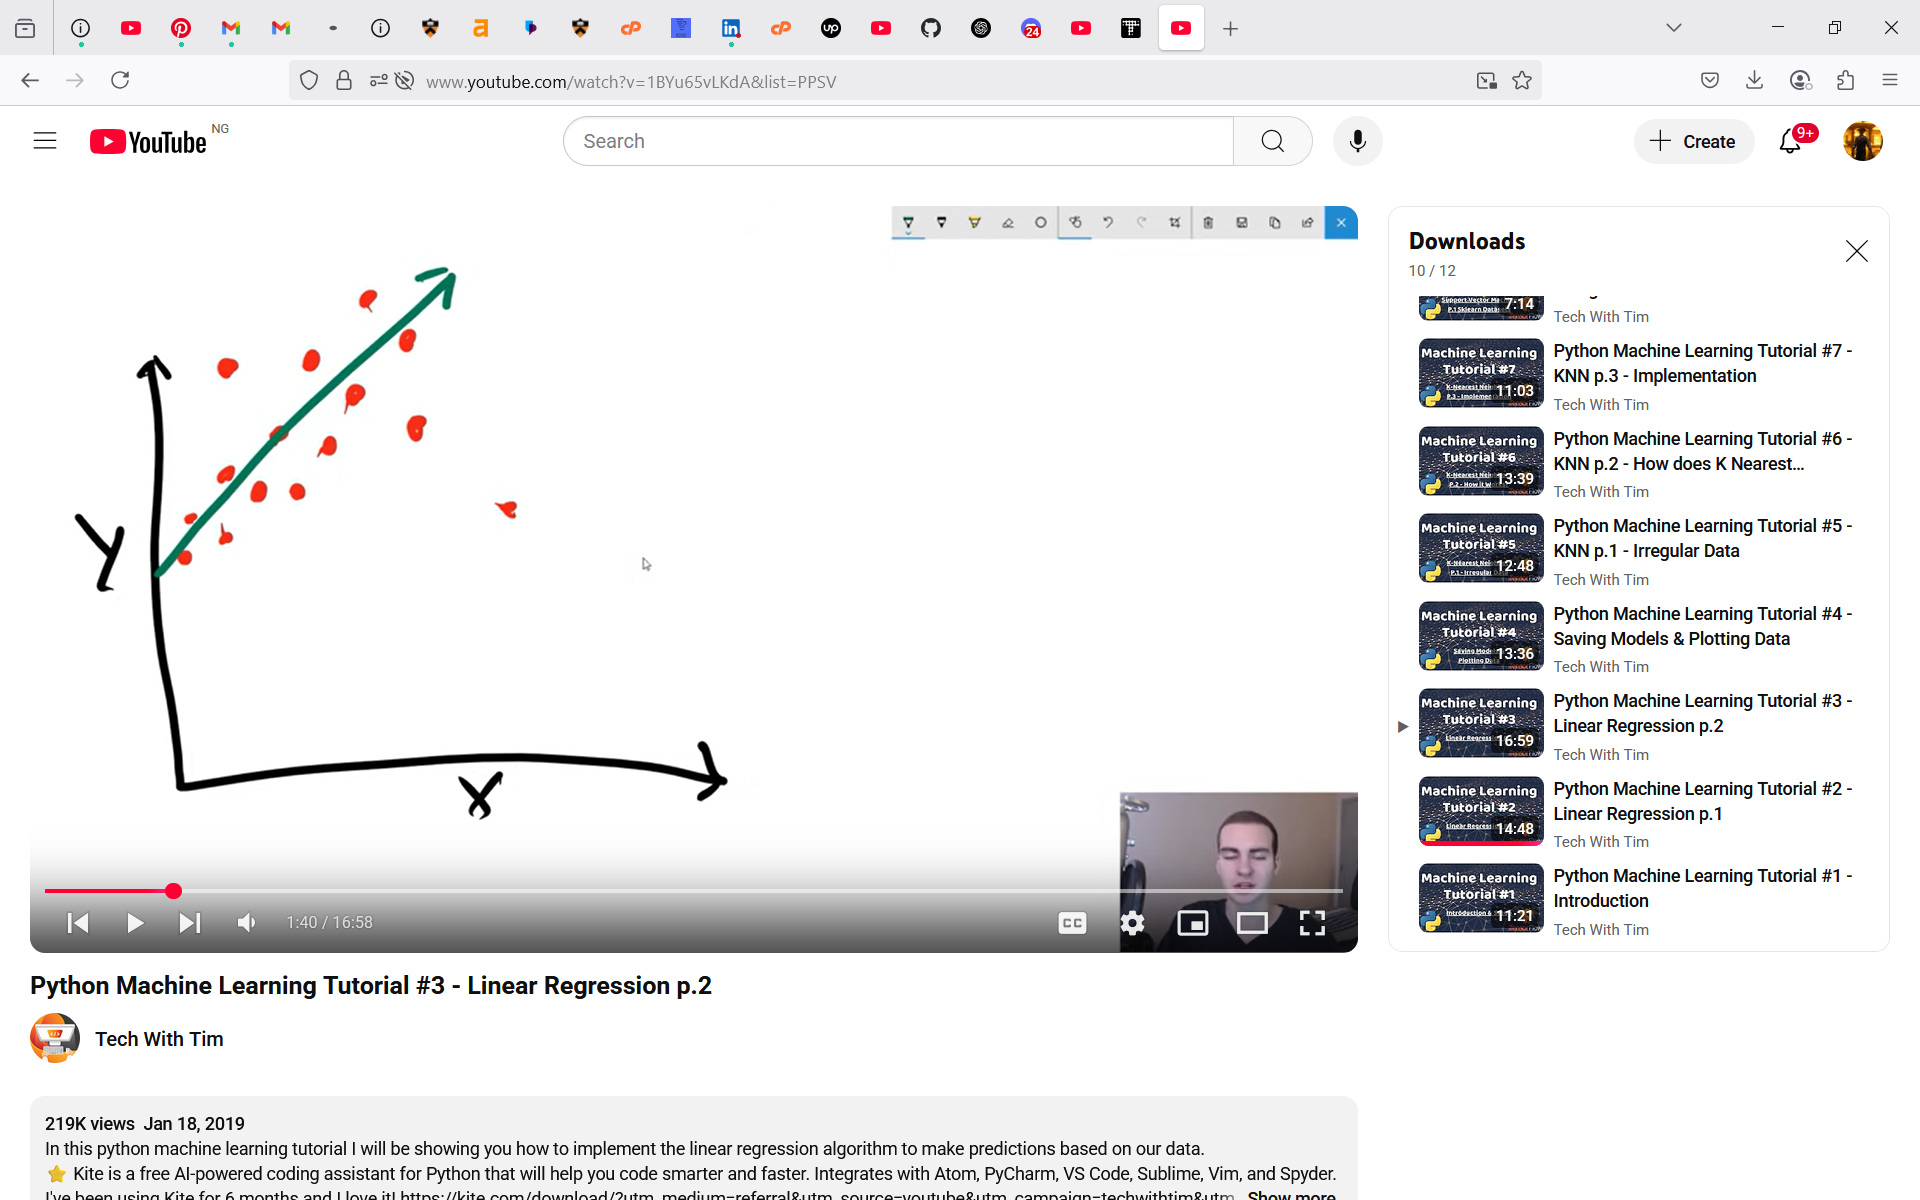 24
www.youtube.com/watch?v=1BYu65vLKdA&list=PPSV
YouTube NG
Search
Create
9+
Y
X
1:40 / 16:58
CC
Downloads
10 / 12
7:14
Tech With Tim
Machine Learning
Tutorial #7
11:03
Python Machine Learning Tutorial #7 -
KNN p.3 - Implementation
Tech With Tim
Machine Learning
Tutorial #6
13:39
Python Machine Learning Tutorial #6 -
KNN p.2 - How does K Nearest...
Tech With Tim
Machine Learning
Tutorial #5
12:48
Python Machine Learning Tutorial #5 -
KNN p.1 - Irregular Data
Tech With Tim
Machine Learning
Tutorial #4
13:36
Python Machine Learning Tutorial #4 -
Saving Models & Plotting Data
Tech With Tim
Machine Learning
Tutorial #3
16:59
Python Machine Learning Tutorial #3 -
Linear Regression p.2
Tech With Tim
Machine Learning
Tutorial #2
14:48
Python Machine Learning Tutorial #2 -
Linear Regression p.1
Tech With Tim
Machine Learning
Tutorial #1
11:21
Python Machine Learning Tutorial #1 -
Introduction
Tech With Tim
Python Machine Learning Tutorial #3 - Linear Regression p.2
Tech With Tim
219K views Jan 18, 2019
In this python machine learning tutorial I will be showing you how to implement the linear regression algorithm to make predictions based on our data.
⭐ Kite is a free AI-powered coding assistant for Python that will help you code smarter and faster. Integrates with Atom, PyCharm, VS Code, Sublime, Vim, and Spyder.
I've been using Kite for 6 months and I love it! https://kite.com/download/?utm_medium=referral&utm_source=youtube&utm_campaign=techwithtim&utm_ Show more